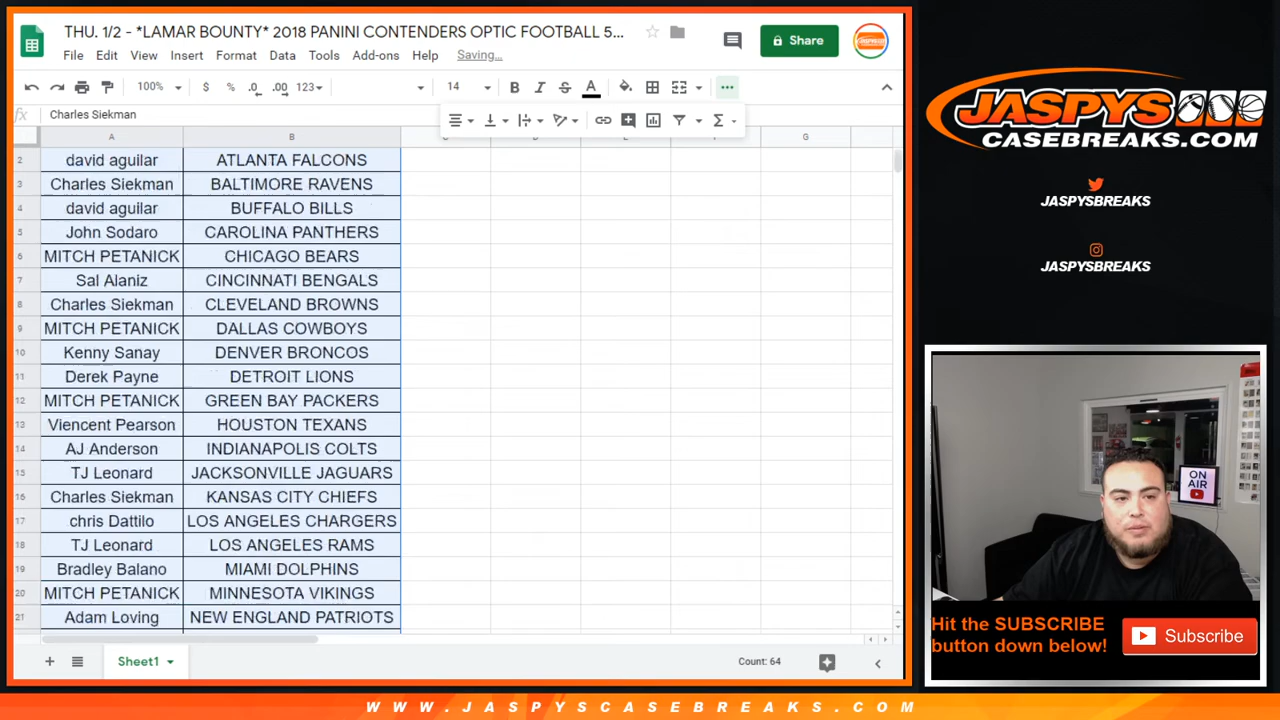 THU. 1/2 - *LAMAR BOUNTY* 2018 PANINI CONTENDERS OPTIC FOOTBALL 5...
File Edit View Insert Format Data Tools Add-ons Help Saving...
Share
100% $ % .0 .00 123 14 B I S A
fx Charles Siekman
A B C D E F G
2 david aguilar ATLANTA FALCONS
3 Charles Siekman BALTIMORE RAVENS
4 david aguilar BUFFALO BILLS
5 John Sodaro CAROLINA PANTHERS
6 MITCH PETANICK CHICAGO BEARS
7 Sal Alaniz CINCINNATI BENGALS
8 Charles Siekman CLEVELAND BROWNS
9 MITCH PETANICK DALLAS COWBOYS
10 Kenny Sanay DENVER BRONCOS
11 Derek Payne DETROIT LIONS
12 MITCH PETANICK GREEN BAY PACKERS
13 Viencent Pearson HOUSTON TEXANS
14 AJ Anderson INDIANAPOLIS COLTS
15 TJ Leonard JACKSONVILLE JAGUARS
16 Charles Siekman KANSAS CITY CHIEFS
17 chris Dattilo LOS ANGELES CHARGERS
18 TJ Leonard LOS ANGELES RAMS
19 Bradley Balano MIAMI DOLPHINS
20 MITCH PETANICK MINNESOTA VIKINGS
21 Adam Loving NEW ENGLAND PATRIOTS
Sheet1
Count: 64
JASPYS
CASEBREAKS.COM
JASPYSBREAKS
JASPYSBREAKS
ON
AIR
Hit the SUBSCRIBE
button down below!
Subscribe
WWW.JASPYSCASEBREAKS.COM